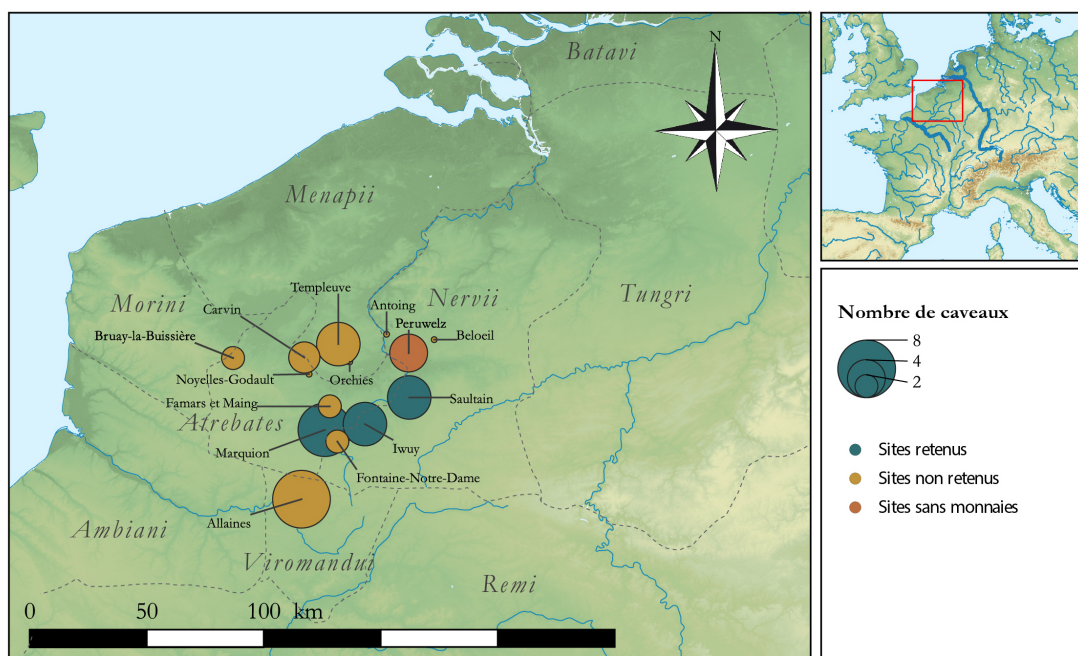 Batavi
N
Menapii
Morini
Nervii
Tungri
Templeuve
Antoing
Carvin
Peruwelz
Bruay-la-Buissière
Beloeil
Noyelles-Godault
Orchies
Famars et Maing
Saultain
Atrebates
Marquion
Iwuy
Fontaine-Notre-Dame
Allaines
Ambiani
Viromandui
Remi
0 50 100 km
Nombre de caveaux
8
4
2
Sites retenus
Sites non retenus
Sites sans monnaies